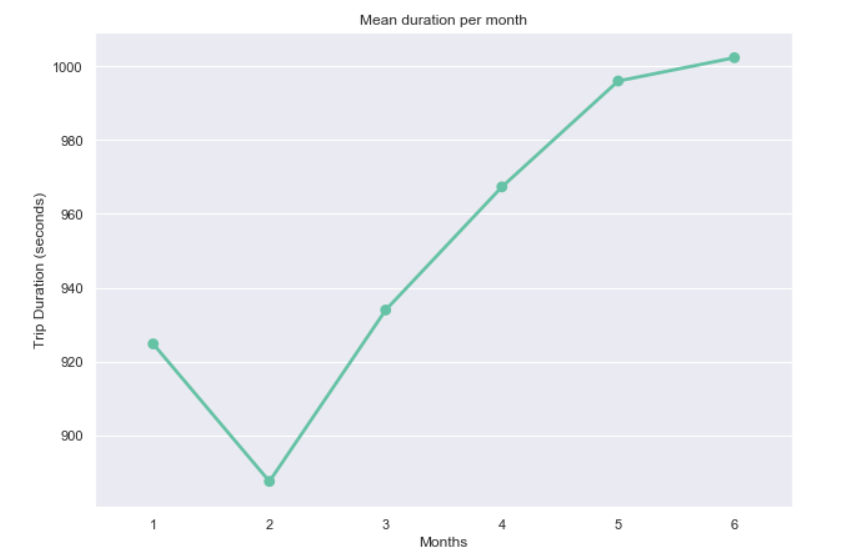 Mean duration per month
1000
980
960
940
920
900
Trip Duration (seconds)
1 2 3 4 5 6
Months